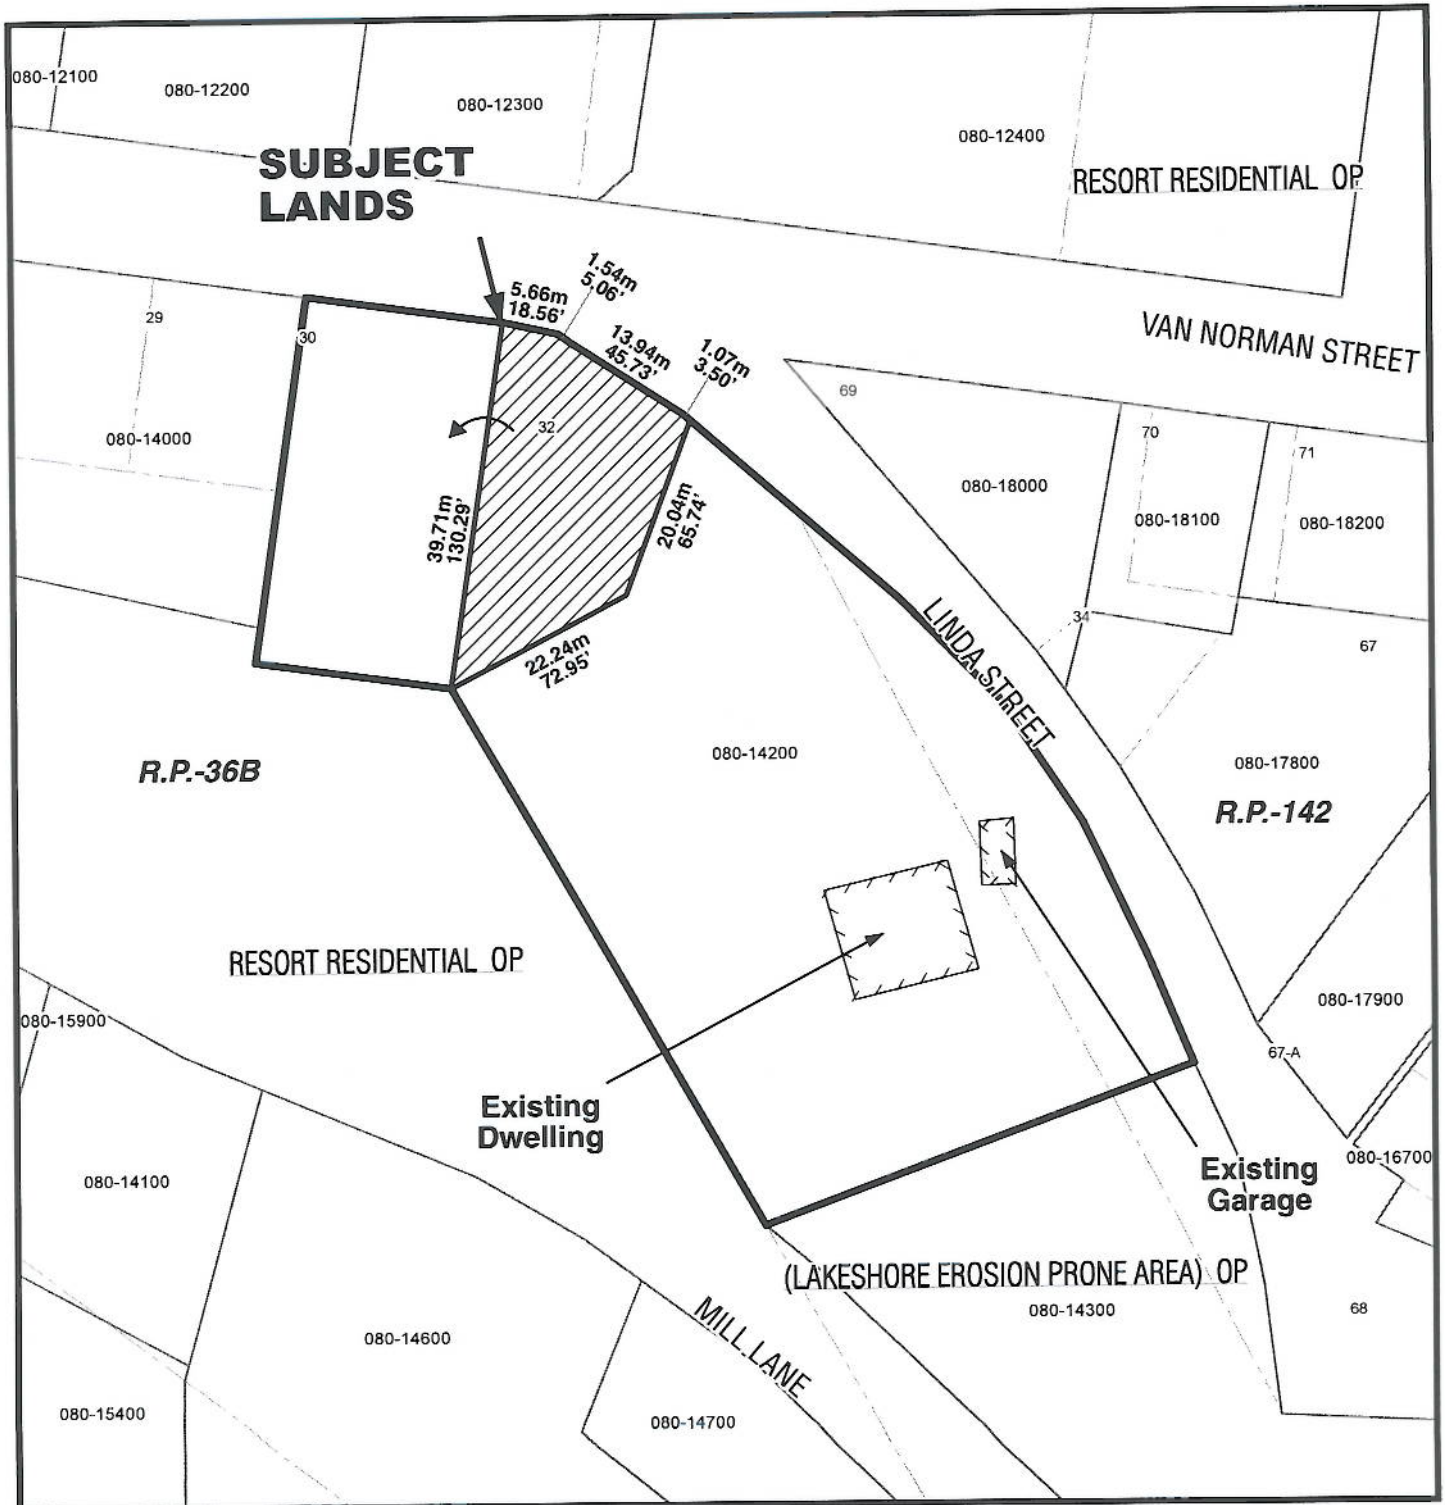 080-12100
080-12200
080-12300
080-12400
RESORT RESIDENTIAL OP
SUBJECT
LANDS
5.66m
18.56'
1.54m
5.06'
13.94m
45.73'
1.07m
3.50'
VAN NORMAN STREET
29
30
32
69
70
71
080-14000
080-18000
080-18100
080-18200
39.71m
130.29'
20.04m
65.74'
22.24m
72.95'
LINDA STREET
34
67
080-14200
080-17800
R.P.-36B
R.P.-142
RESORT RESIDENTIAL OP
080-15900
080-17900
67-A
Existing
Dwelling
080-16700
Existing
Garage
080-14100
(LAKESHORE EROSION PRONE AREA) OP
080-14300
68
MILL LANE
080-14600
080-15400
080-14700